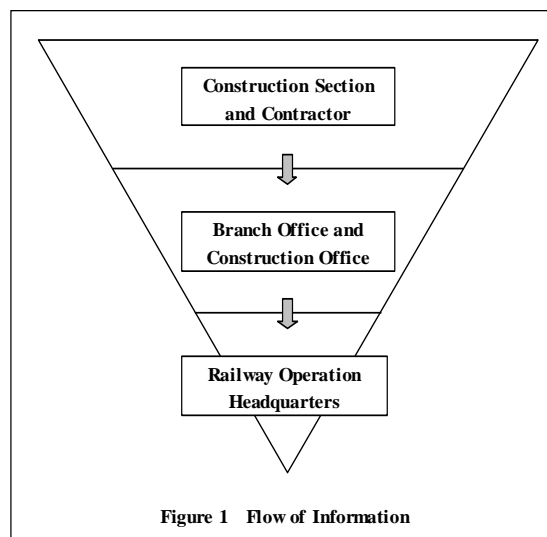 Construction Section
and Contractor
Branch Office and
Construction Office
Railway Operation
Headquarters
Figure 1 Flow of Information